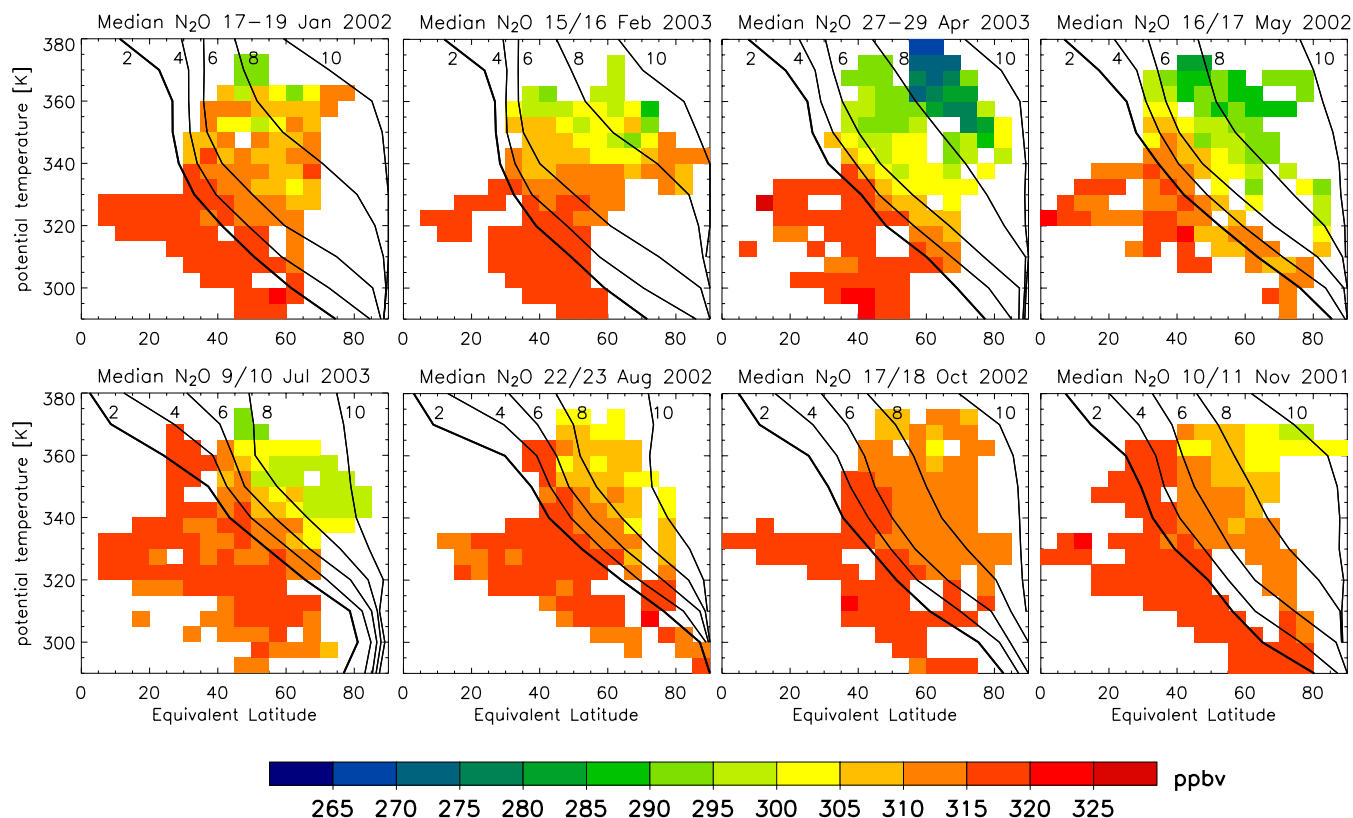 Median N2O 17-19 Jan 2002
Median N2O 15/16 Feb 2003
Median N2O 27-29 Apr 2003
Median N2O 16/17 May 2002
potential temperature [K]
380
360
340
320
300
2 4 6 8 10
2 4 6 8 10
2 4 6 8 10
2 4 6 8 10
0 20 40 60 80
0 20 40 60 80
0 20 40 60 80
0 20 40 60 80
Median N2O 9/10 Jul 2003
Median N2O 22/23 Aug 2002
Median N2O 17/18 Oct 2002
Median N2O 10/11 Nov 2001
potential temperature [K]
380
360
340
320
300
2 4 6 8 10
2 4 6 8 10
2 4 6 8 10
2 4 6 8 10
0 20 40 60 80
0 20 40 60 80
0 20 40 60 80
0 20 40 60 80
Equivalent Latitude
Equivalent Latitude
Equivalent Latitude
Equivalent Latitude
ppbv
265 270 275 280 285 290 295 300 305 310 315 320 325